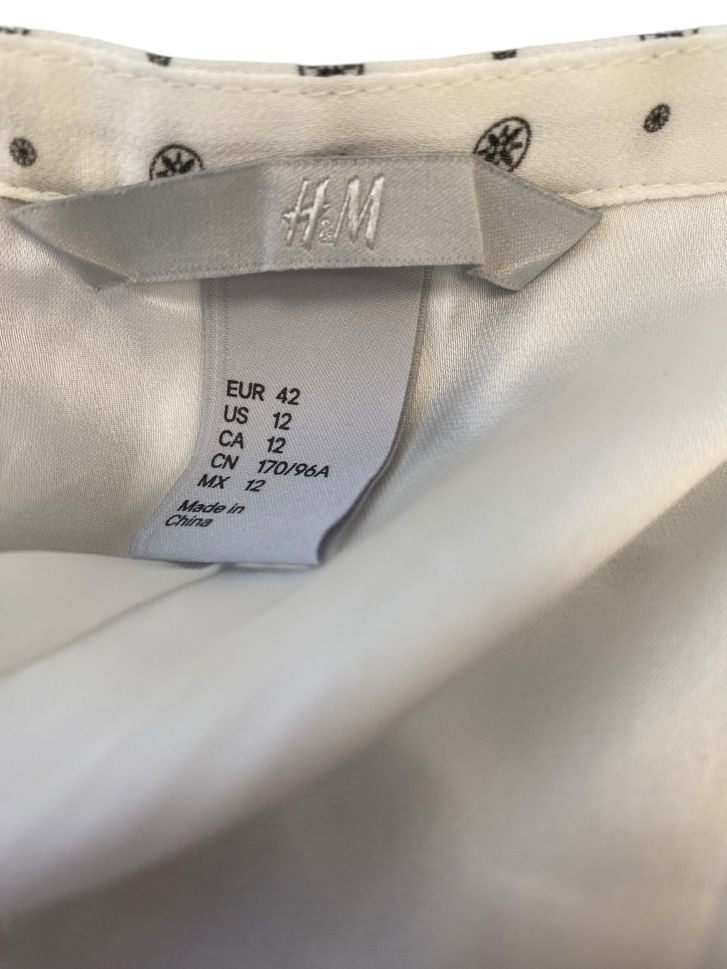 H&M
EUR 42
US 12
CA 12
CN 170/96A
MX 12
Made in
China